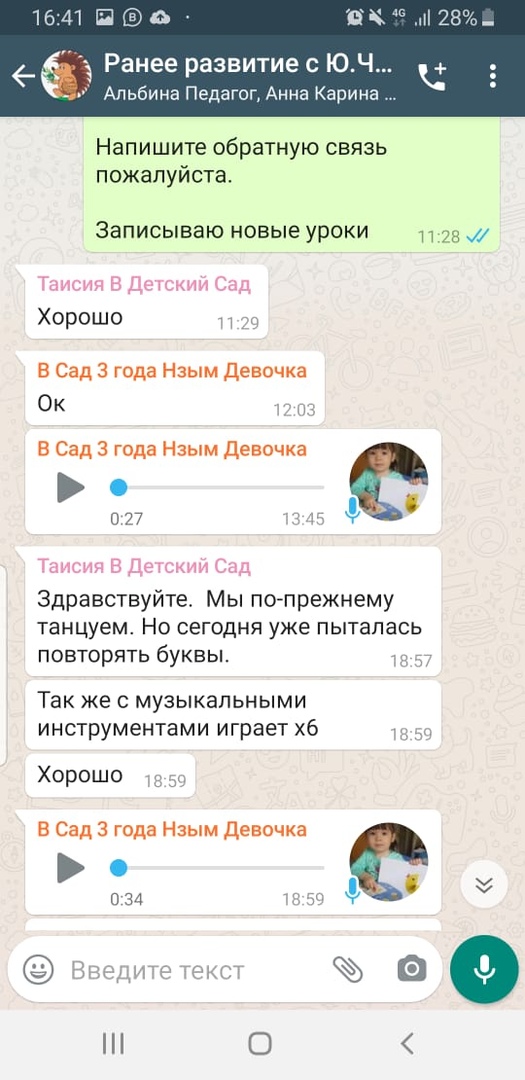 16:41
4G
28%
Ранее развитие с Ю.Ч...
Альбина Педагог, Анна Карина ...
Напишите обратную связь
пожалуйста.
Записываю новые уроки
11:28
Таисия В Детский Сад
Хорошо
11:29
В Сад 3 года Нзым Девочка
Ок
12:03
В Сад 3 года Нзым Девочка
0:27
13:45
Таисия В Детский Сад
Здравствуйте. Мы по-прежнему
танцуем. Но сегодня уже пыталась
повторять буквы.
18:57
Так же с музыкальными
инструментами играет х6
18:59
Хорошо
18:59
В Сад 3 года Нзым Девочка
0:34
18:59
Введите текст